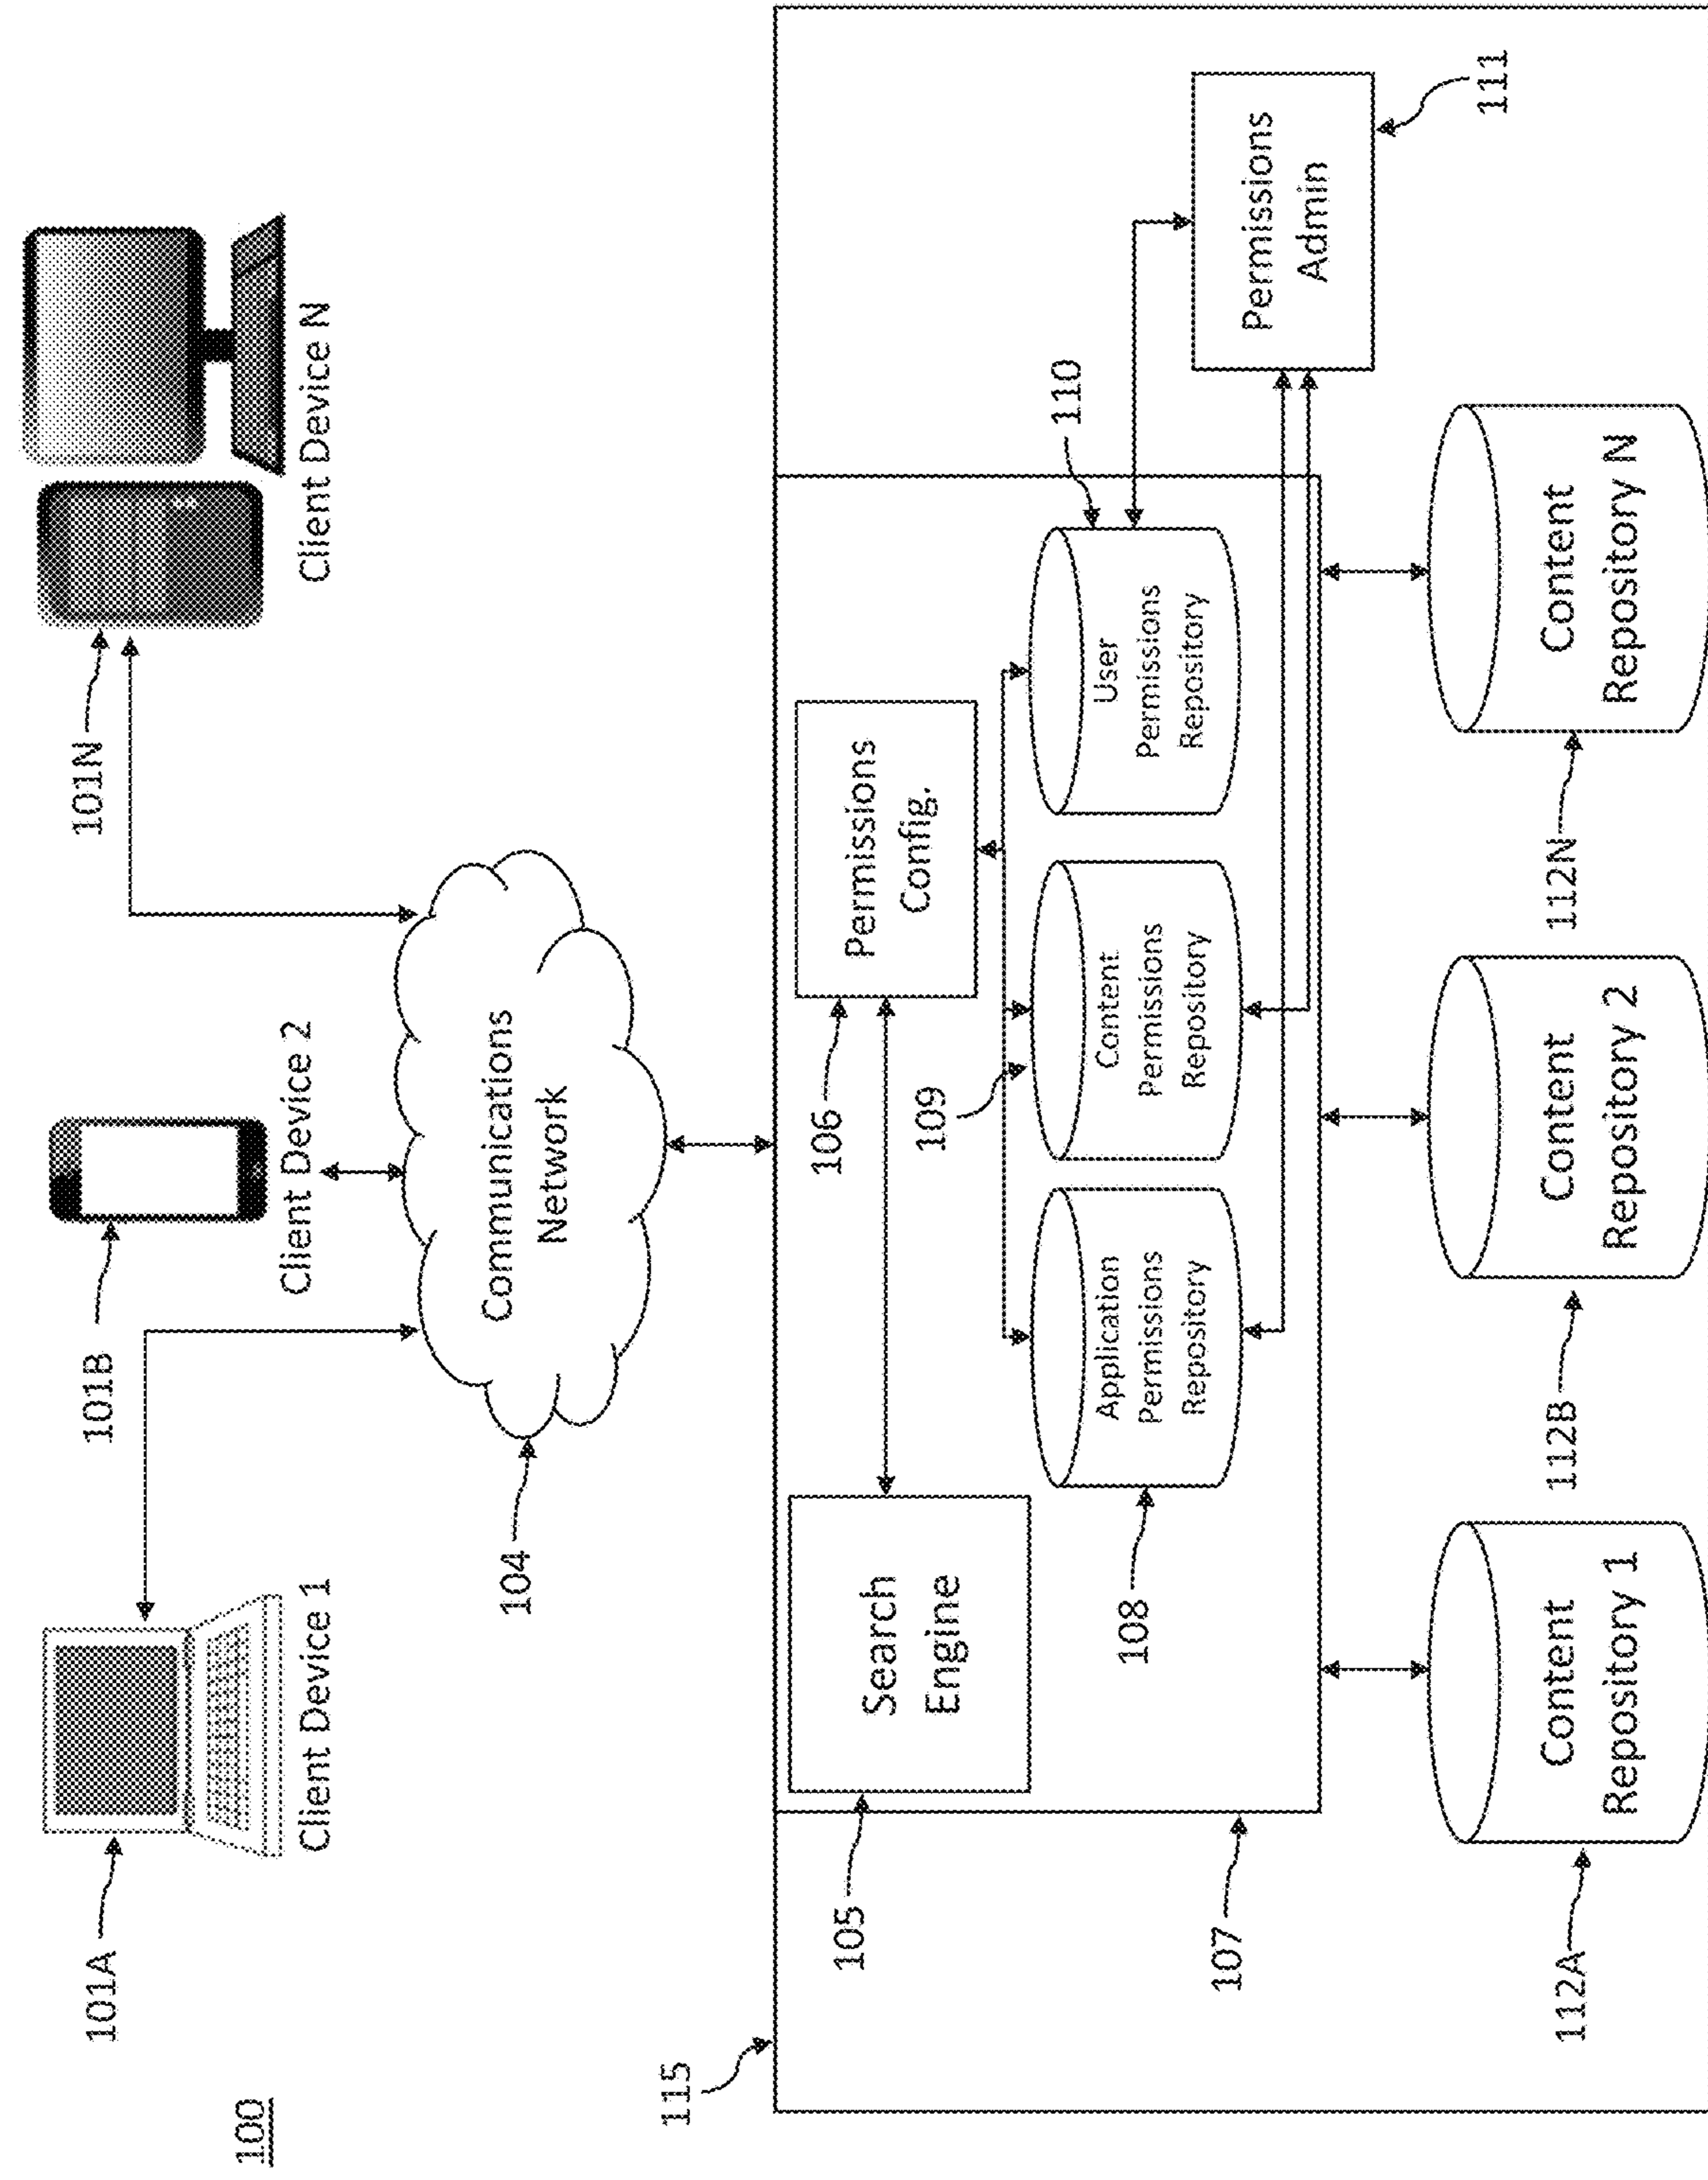 100
101A
Client Device 1
101B
Client Device 2
101N
Client Device N
104
Communications
Network
115
105
Search
Engine
106
Permissions
Config.
107
108
Application
Permissions
Repository
109
Content
Permissions
Repository
110
User
Permissions
Repository
Permissions
Admin
111
112A
Content
Repository 1
112B
Content
Repository 2
112N
Content
Repository N